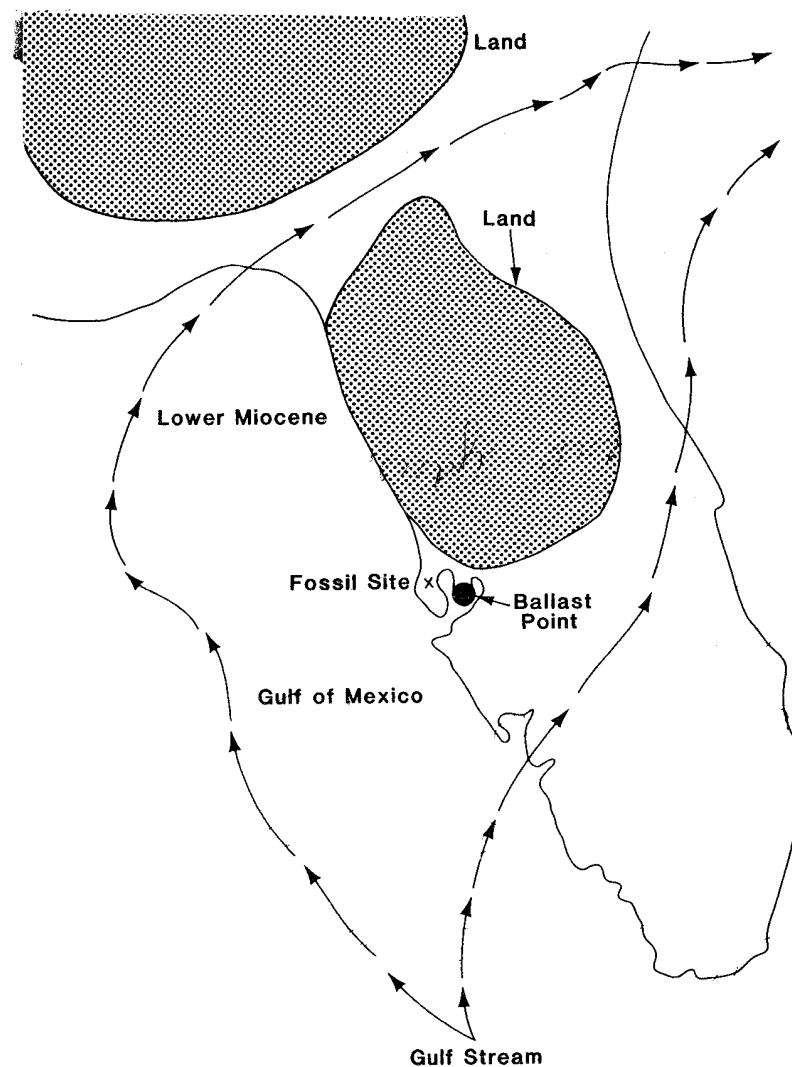 Land
Land
Lower Miocene
Fossil Site x
Ballast
Point
Gulf of Mexico
Gulf Stream